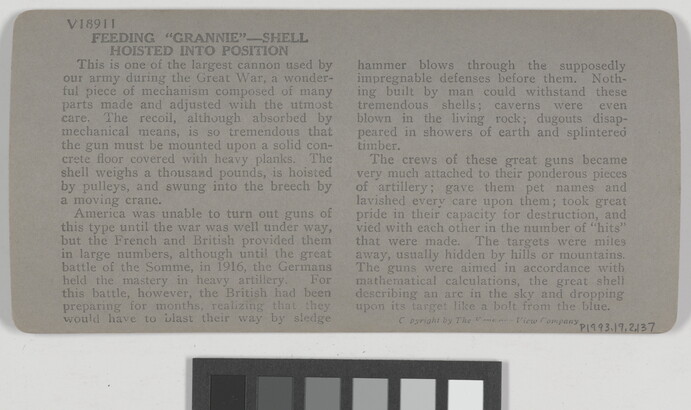 V18911
FEEDING "GRANNIE"—SHELL
HOISTED INTO POSITION
This is one of the largest cannon used by
our army during the Great War, a wonder-
ful piece of mechanism composed of many
parts made and adjusted with the utmost
care. The recoil, although absorbed by
mechanical means, is so tremendous that
the gun must be mounted upon a solid con-
crete floor covered with heavy planks. The
shell weighs a thousand pounds, is hoisted
by pulleys, and swung into the breech by
a moving crane.
America was unable to turn out guns of
this type until the war was well under way,
but the French and British provided them
in large numbers, although until the great
battle of the Somme, in 1916, the Germans
held the mastery in heavy artillery. For
this battle, however, the British had been
preparing for months, realizing that they
would have to blast their way by sledge
hammer blows through the supposedly
impregnable defenses before them. Noth-
ing built by man could withstand these
tremendous shells; caverns were even
blown in the living rock; dugouts disap-
peared in showers of earth and splintered
timber.
The crews of these great guns became
very much attached to their ponderous pieces
of artillery; gave them pet names and
lavished every care upon them; took great
pride in their capacity for destruction, and
vied with each other in the number of "hits"
that were made. The targets were miles
away, usually hidden by hills or mountains.
The guns were aimed in accordance with
mathematical calculations, the great shell
describing an arc in the sky and dropping
upon its target like a bolt from the blue.
Copyright by The View Company
P1993.19.2.137